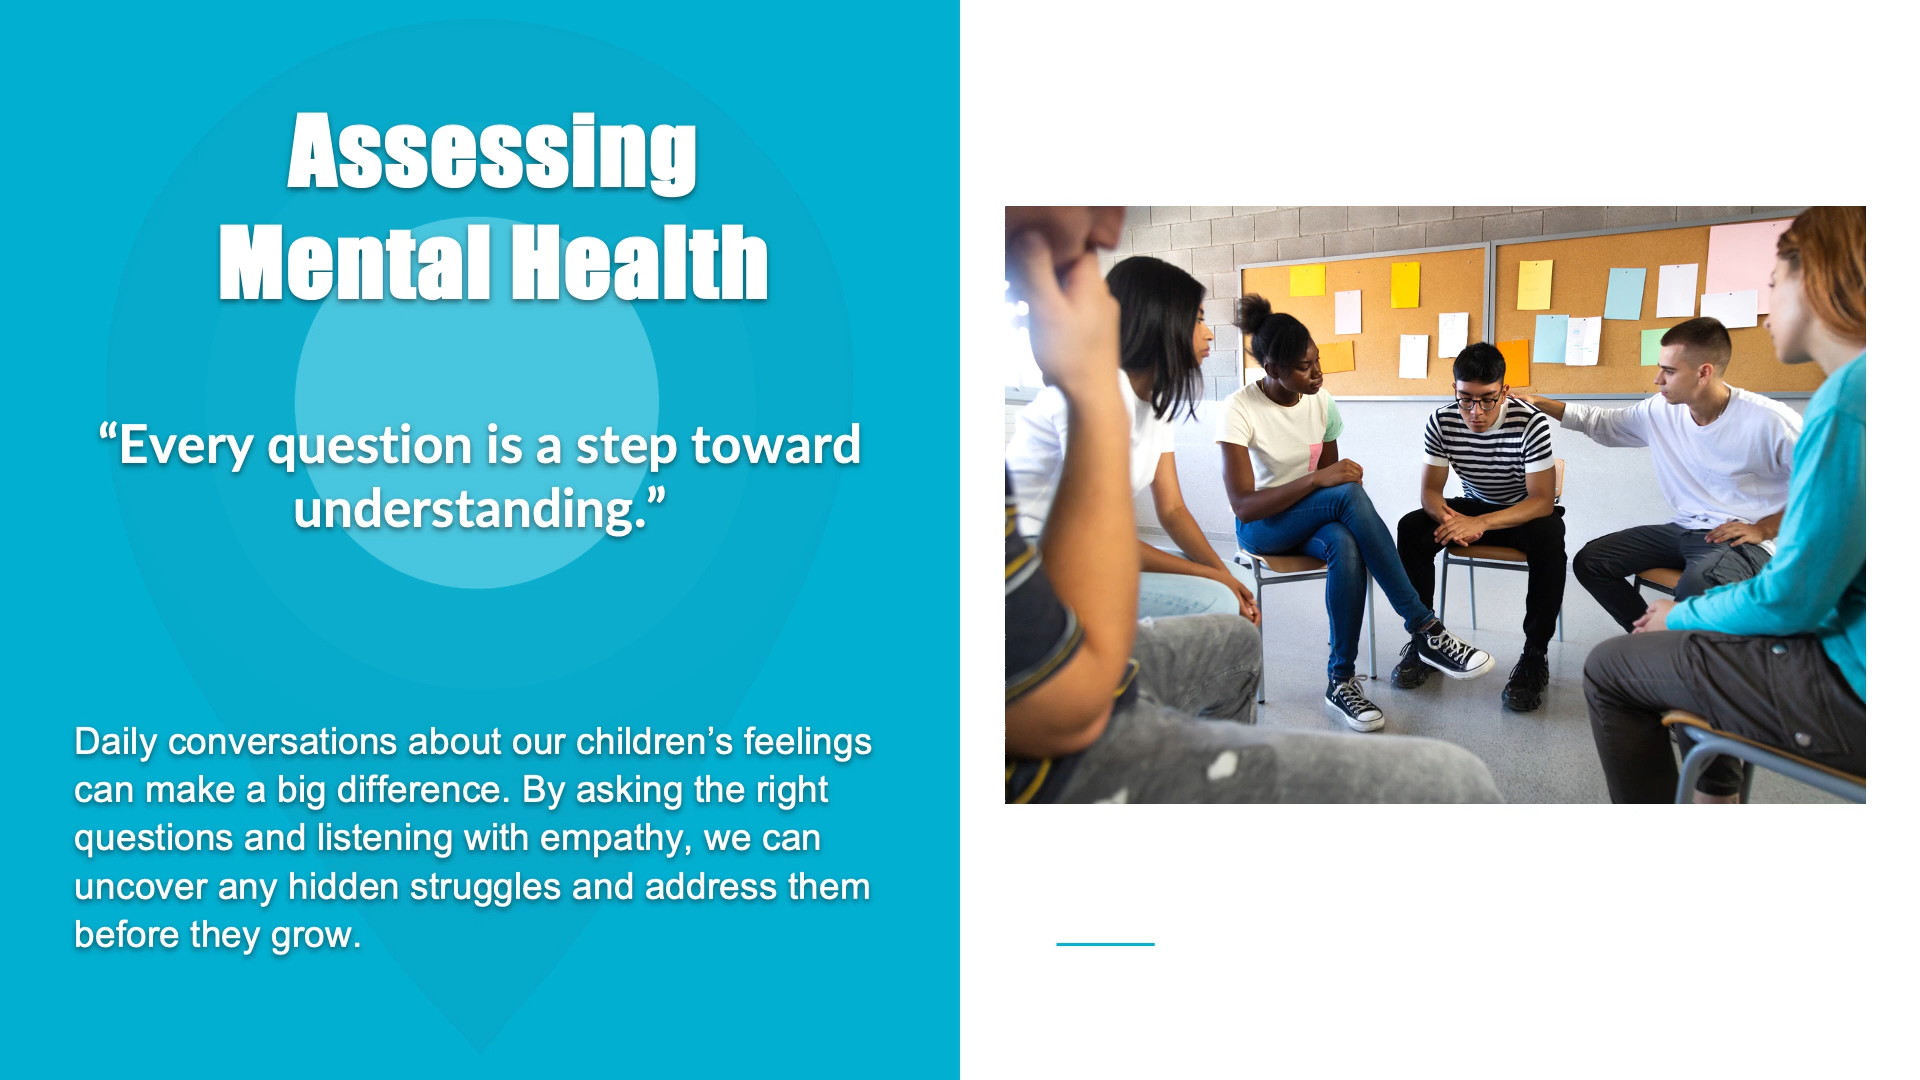 Assessing
Mental Health
“Every question is a step toward
understanding.”
Daily conversations about our children’s feelings
can make a big difference. By asking the right
questions and listening with empathy, we can
uncover any hidden struggles and address them
before they grow.